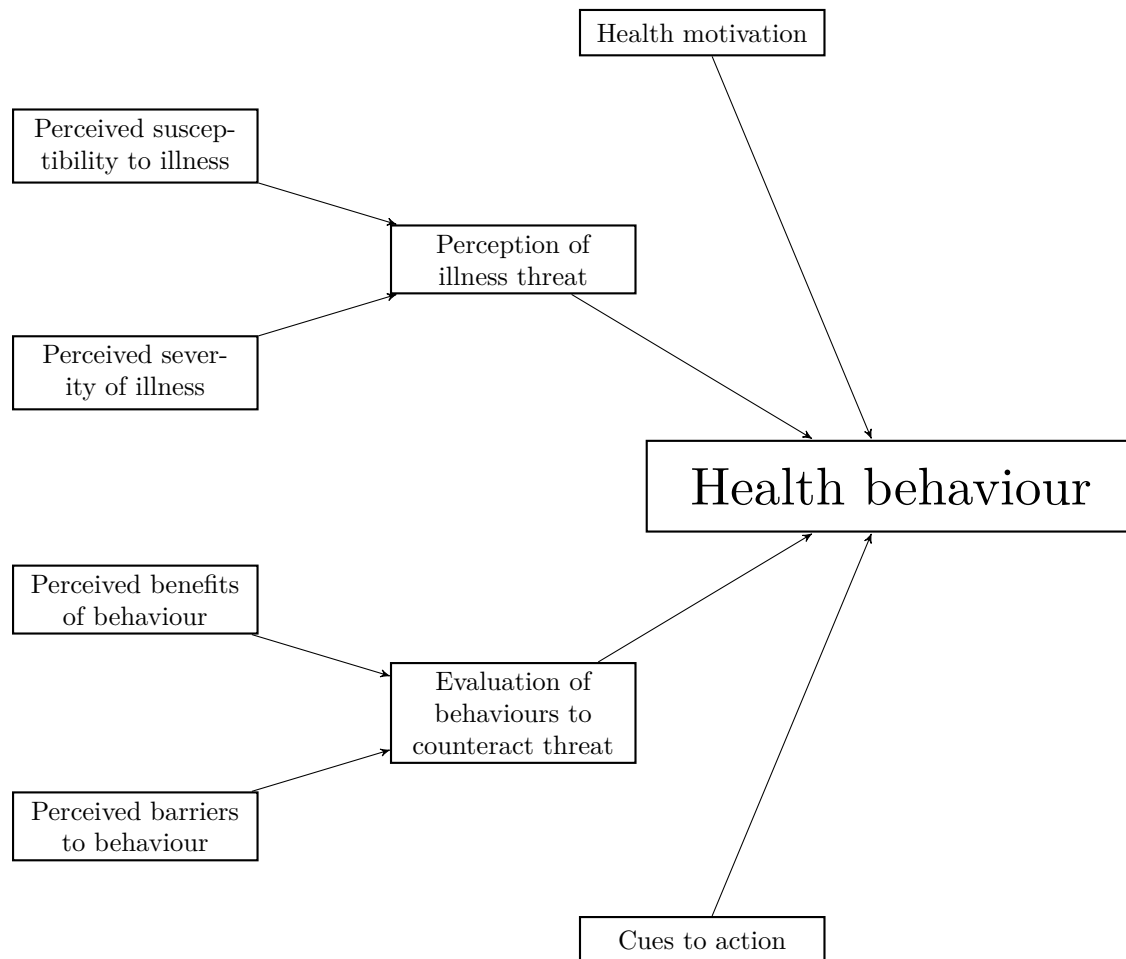 Health motivation
Perceived suscep-
tibility to illness
Perception of
illness threat
Perceived sever-
ity of illness
Health behaviour
Perceived benefits
of behaviour
Evaluation of
behaviours to
counteract threat
Perceived barriers
to behaviour
Cues to action